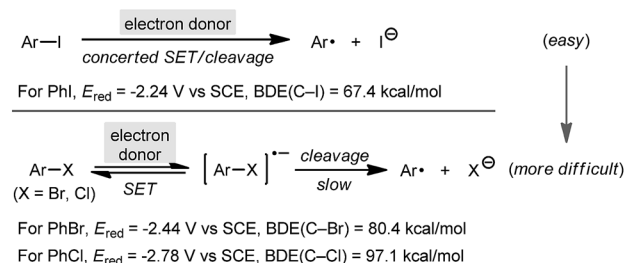 electron donor
Ar–I
Ar• + I⊖
(easy)
concerted SET/cleavage
For PhI, Ered = -2.24 V vs SCE, BDE(C–I) = 67.4 kcal/mol
electron
donor
Ar–X
[Ar–X]•–
cleavage
Ar• + X⊖
(more difficult)
(X = Br, Cl)
SET
slow
For PhBr, Ered = -2.44 V vs SCE, BDE(C–Br) = 80.4 kcal/mol
For PhCl, Ered = -2.78 V vs SCE, BDE(C–Cl) = 97.1 kcal/mol